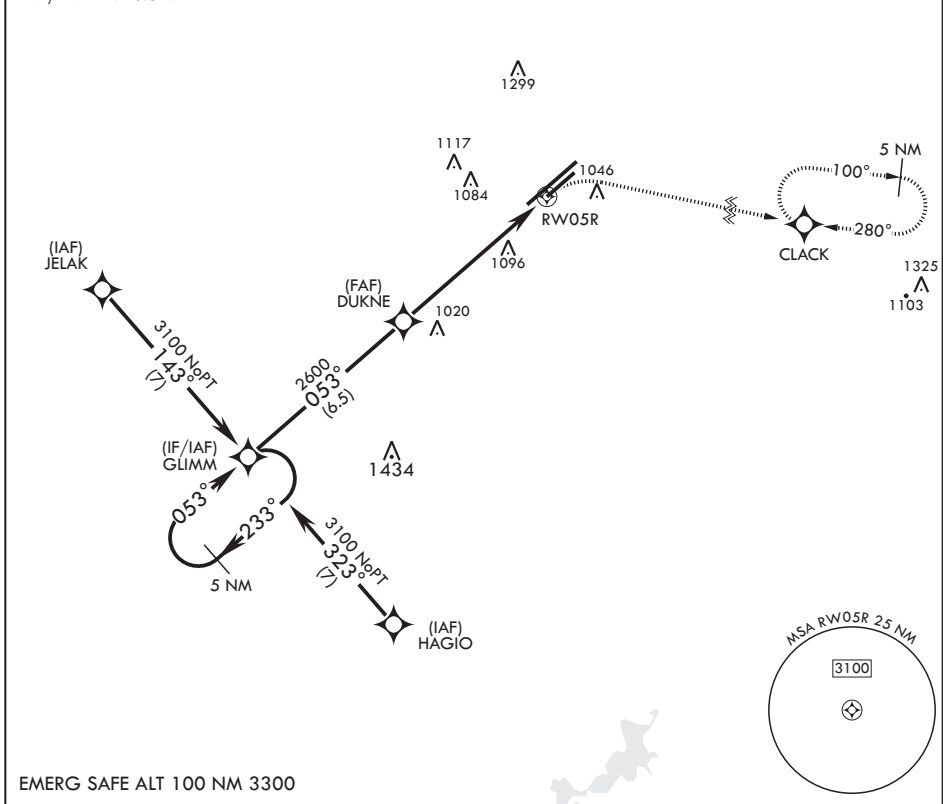 1299
1117
1084
1046
RW05R
5 NM
100°
280°
CLACK
1325
1103
1096
(IAF)
JELAK
(FAF)
DUKNE
1020
3100 NoPT
143°
(7)
2600
053°
(6.5)
(IF/IAF)
GLIMM
1434
053°
233°
5 NM
3100 NoPT
323°
(7)
(IAF)
HAGIO
MSA RW05R 25 NM
3100
EMERG SAFE ALT 100 NM 3300